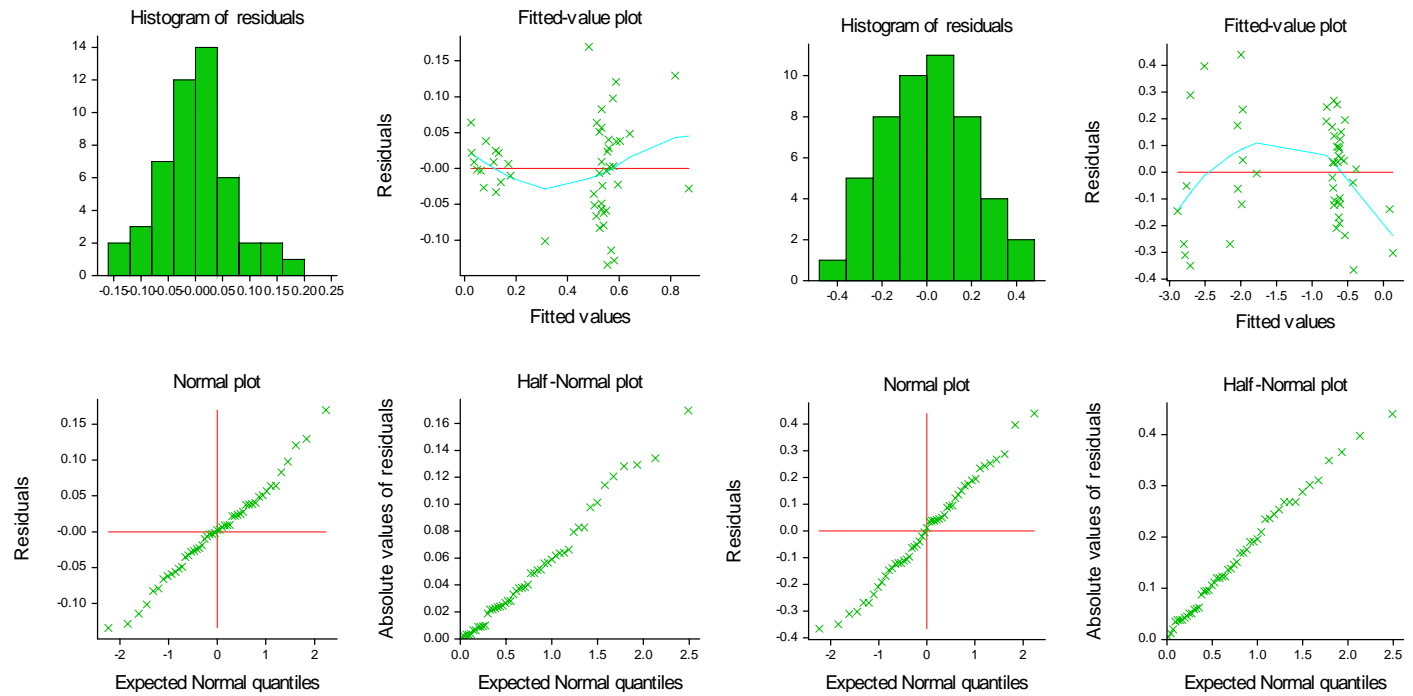 Histogram of residuals
14
12
10
8
6
4
2
0
-0.15-0.10-0.05-0.000.05 0.10 0.15 0.20 0.25
Fitted-value plot
Residuals
0.15
0.10
0.05
-0.00
-0.05
-0.10
0.0 0.2 0.4 0.6 0.8
Fitted values
Histogram of residuals
10
8
6
4
2
0
-0.4 -0.2 -0.0 0.2 0.4
Fitted-value plot
Residuals
0.4
0.3
0.2
0.1
0.0
-0.1
-0.2
-0.3
-0.4
-3.0 -2.5 -2.0 -1.5 -1.0 -0.5 0.0
Fitted values
Normal plot
Residuals
0.15
0.10
0.05
-0.00
-0.05
-0.10
-2 -1 0 1 2
Expected Normal quantiles
Half-Normal plot
Absolute values of residuals
0.16
0.14
0.12
0.10
0.08
0.06
0.04
0.02
0.00
0.0 0.5 1.0 1.5 2.0 2.5
Expected Normal quantiles
Normal plot
Residuals
0.4
0.3
0.2
0.1
0.0
-0.1
-0.2
-0.3
-0.4
-2 -1 0 1 2
Expected Normal quantiles
Half-Normal plot
Absolute values of residuals
0.4
0.3
0.2
0.1
0.0
0.0 0.5 1.0 1.5 2.0 2.5
Expected Normal quantiles